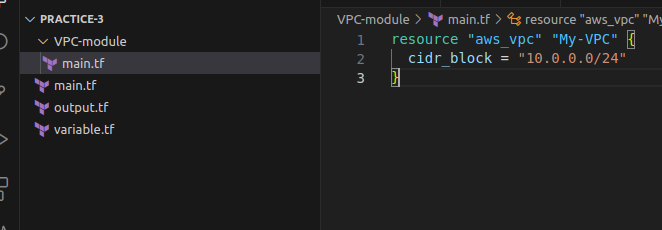 PRACTICE-3
VPC-module
main.tf
main.tf
output.tf
variable.tf
VPC-module > main.tf > resource "aws_vpc" "My
1 resource "aws_vpc" "My-VPC" {
2 cidr_block = "10.0.0.0/24"
3 }